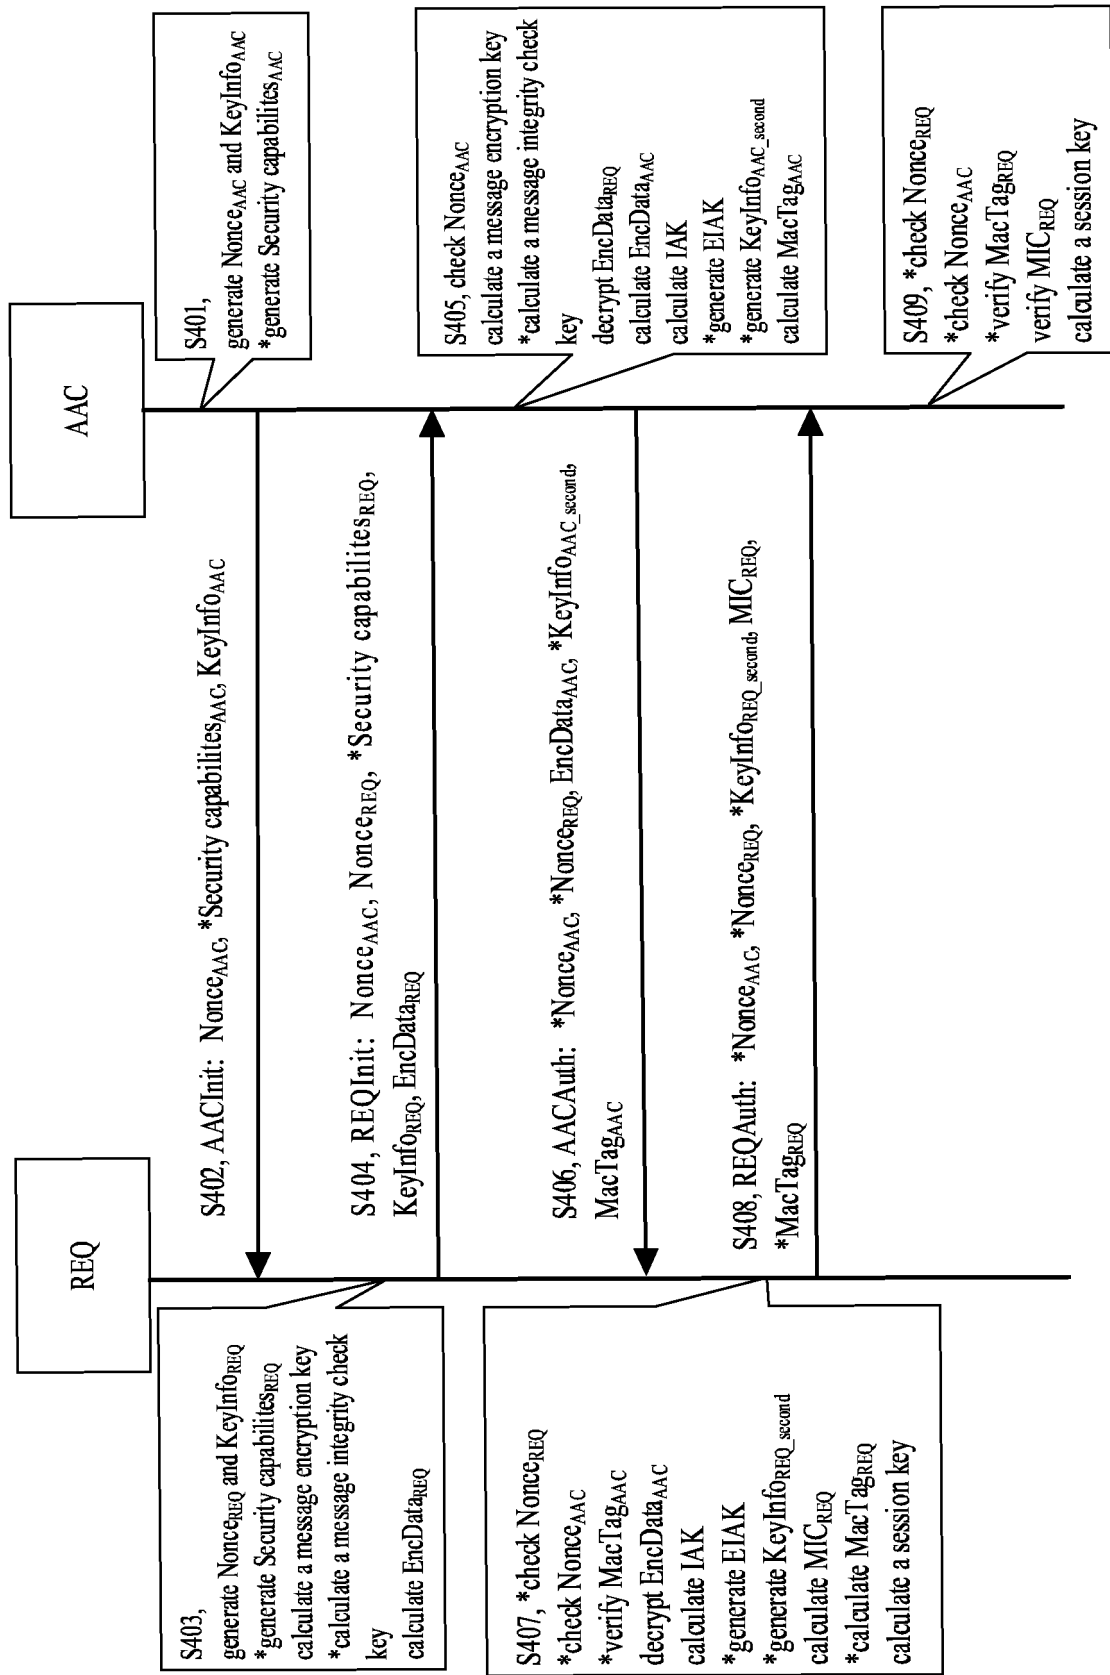 REQ
AAC
S401,
generate NonceAAC and KeyInfoAAC
*generate Security capabilitesAAC
S402, AACInit: NonceAAC, *Security capabilitesAAC, KeyInfoAAC
S403,
generate NonceREQ and KeyInfoREQ
*generate Security capabilitesREQ
calculate a message encryption key
*calculate a message integrity check
key
calculate EncDataREQ
S404, REQInit: NonceAAC, NonceREQ, *Security capabilitesREQ,
KeyInfoREQ, EncDataREQ
S405, check NonceAAC
calculate a message encryption key
*calculate a message integrity check
key
decrypt EncDataREQ
calculate EncDataAAC
calculate IAK
*generate EIAK
*generate KeyInfoAAC_second
calculate MacTagAAC
S406, AACAuth: *NonceAAC, *NonceREQ, EncDataAAC, *KeyInfoAAC_second,
MacTagAAC
S407, *check NonceREQ
*check NonceAAC
*verify MacTagAAC
decrypt EncDataAAC
calculate IAK
*generate EIAK
*generate KeyInfoREQ_second
calculate MICREQ
*calculate MacTagREQ
calculate a session key
S408, REQAuth: *NonceAAC, *NonceREQ, *KeyInfoREQ_second, MICREQ,
*MacTagREQ
S409, *check NonceREQ
*check NonceAAC
*verify MacTagREQ
verify MICREQ
calculate a session key